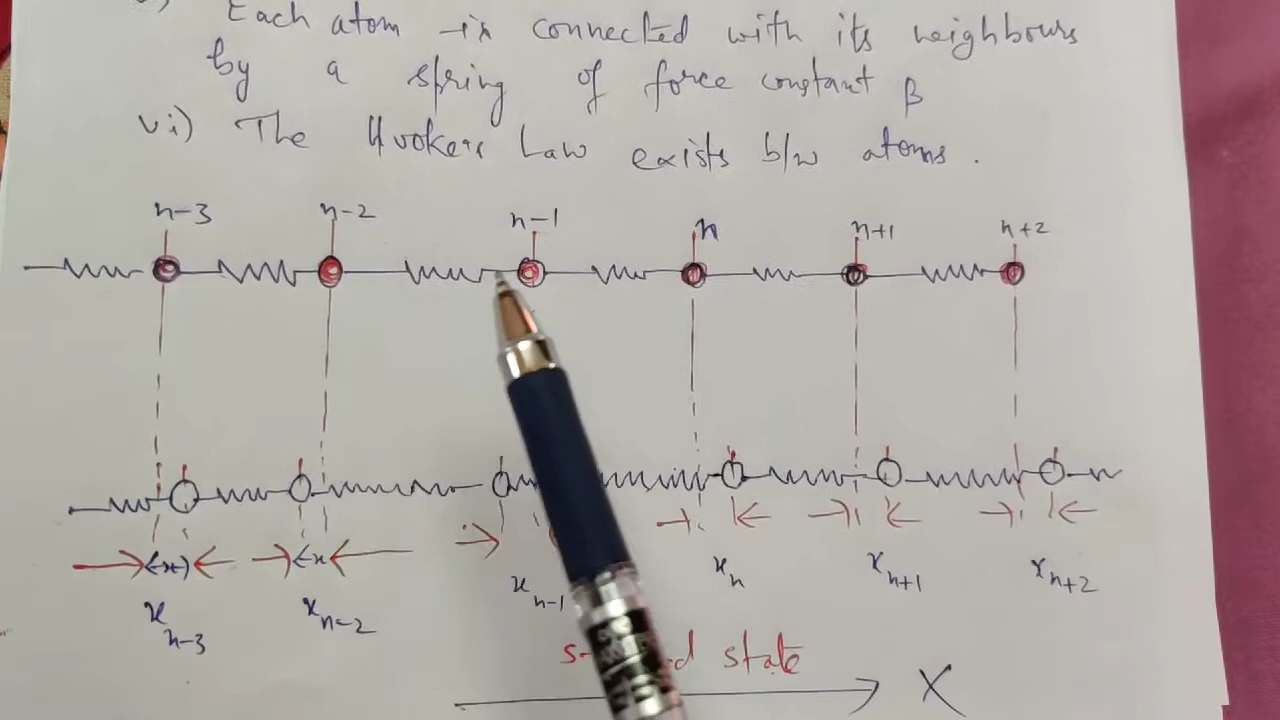 Each atom is connected with its neighbours
by a spring of force constant β
vi) The Hookers Law exists b/w atoms.
n-3 n-2 n-1 n n+1 n+2
x x
x n-3 x n-2 x n-1 x n x n+1 x n+2
state
X